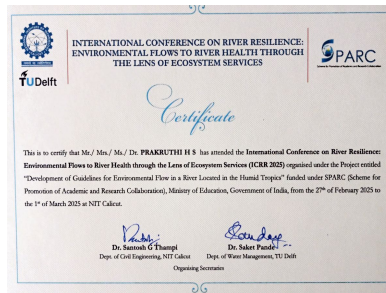 INTERNATIONAL CONFERENCE ON RIVER RESILIENCE:
ENVIRONMENTAL FLOWS TO RIVER HEALTH THROUGH
THE LENS OF ECOSYSTEM SERVICES
SPARC
TUDelft
Certificate
This is to certify that Mr./ Mrs./ Ms./ Dr. PRAKRUTHI H S has attended the International Conference on River Resilience:
Environmental Flows to River Health through the Lens of Ecosystem Services (ICRR 2025) organised under the Project entitled
"Development of Guidelines for Environmental Flow in a River Located in the Humid Tropics" funded under SPARC (Scheme for
Promotion of Academic and Research Collaboration), Ministry of Education, Government of India, from the 27th of February 2025 to
the 1st of March 2025 at NIT Calicut.
Dr. Santosh G Thampi
Dr. Saket Pande
Dept. of Civil Engineering, NIT Calicut
Dept. of Water Management, TU Delft
Organising Secretaries